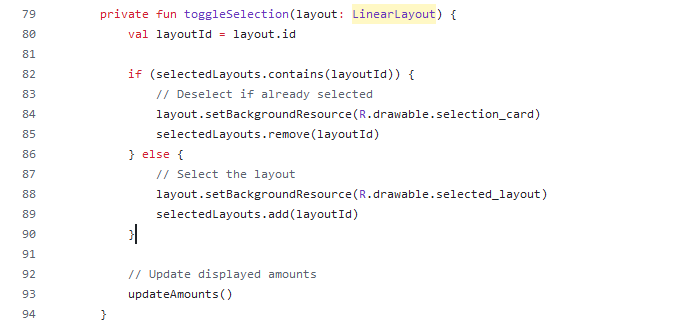 79 private fun toggleSelection(layout: LinearLayout) {
80 val layoutId = layout.id
81
82 if (selectedLayouts.contains(layoutId)) {
83 // Deselect if already selected
84 layout.setBackgroundResource(R.drawable.selection_card)
85 selectedLayouts.remove(layoutId)
86 } else {
87 // Select the layout
88 layout.setBackgroundResource(R.drawable.selected_layout)
89 selectedLayouts.add(layoutId)
90 }
91
92 // Update displayed amounts
93 updateAmounts()
94 }